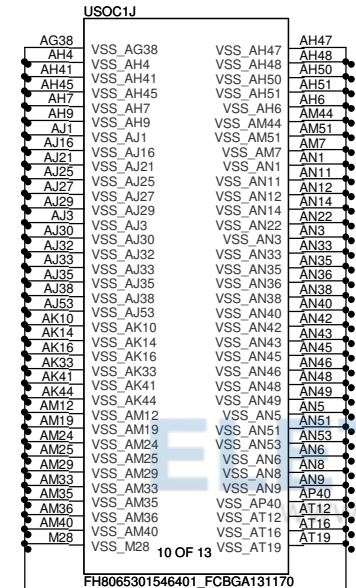 USOC1J
AG38 VSS_AG38 VSS_AH47 AH47
AH4 VSS_AH4 VSS_AH48 AH48
AH41 VSS_AH41 VSS_AH50 AH50
AH45 VSS_AH45 VSS_AH51 AH51
AH7 VSS_AH7 VSS_AH6 AH6
AH9 VSS_AH9 VSS_AM44 AM44
AJ1 VSS_AJ1 VSS_AM51 AM51
AJ16 VSS_AJ16 VSS_AM7 AM7
AJ21 VSS_AJ21 VSS_AN1 AN1
AJ25 VSS_AJ25 VSS_AN11 AN11
AJ27 VSS_AJ27 VSS_AN12 AN12
AJ29 VSS_AJ29 VSS_AN14 AN14
AJ3 VSS_AJ3 VSS_AN22 AN22
AJ30 VSS_AJ30 VSS_AN3 AN3
AJ32 VSS_AJ32 VSS_AN33 AN33
AJ33 VSS_AJ33 VSS_AN35 AN35
AJ35 VSS_AJ35 VSS_AN36 AN36
AJ38 VSS_AJ38 VSS_AN38 AN38
AJ53 VSS_AJ53 VSS_AN40 AN40
AK10 VSS_AK10 VSS_AN42 AN42
AK14 VSS_AK14 VSS_AN43 AN43
AK16 VSS_AK16 VSS_AN45 AN45
AK33 VSS_AK33 VSS_AN46 AN46
AK41 VSS_AK41 VSS_AN48 AN48
AK44 VSS_AK44 VSS_AN49 AN49
AM12 VSS_AM12 VSS_AN5 AN5
AM19 VSS_AM19 VSS_AN51 AN51
AM24 VSS_AM24 VSS_AN53 AN53
AM25 VSS_AM25 VSS_AN6 AN6
AM29 VSS_AM29 VSS_AN8 AN8
AM33 VSS_AM33 VSS_AN9 AN9
AM35 VSS_AM35 VSS_AP40 AP40
AM36 VSS_AM36 VSS_AT12 AT12
AM40 VSS_AM40 VSS_AT16 AT16
M28 VSS_M28 VSS_AT19 AT19
10 OF 13
FH8065301546401_FCBGA131170